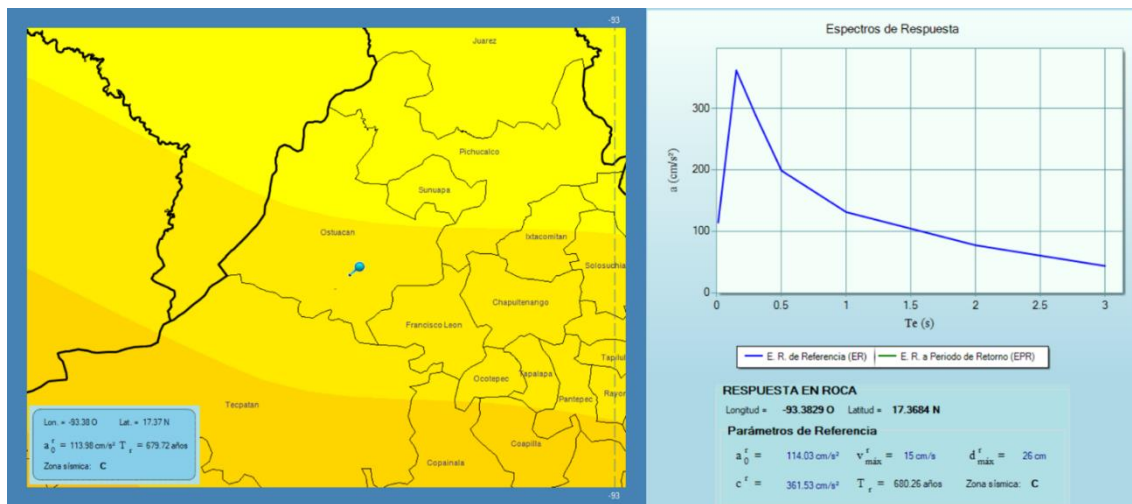 -93
Juarez
Pichucalco
Sunuapa
Ostuacan
Ixtacomitan
Solosuchia
Chapultenango
Francisco Leon
Ocotepec
Tapalapa
Tapilul
Pantepec
Rayon
Tecpatan
Coapilla
Copainala
Lon. = -93.38 O Lat. = 17.37 N
a r 0 = 113.98 cm/s² T r = 679.72 años
Zona sísmica: C
-93
Espectros de Respuesta
a (cm/s²)
300
200
100
0
0 0.5 1 1.5 2 2.5 3
Te (s)
E. R. de Referencia (ER) E. R. a Periodo de Retorno (EPR)
RESPUESTA EN ROCA
Longitud = -93.3829 O Latitud = 17.3684 N
Parámetros de Referencia
a r 0 = 114.03 cm/s² v r máx = 15 cm/s d r máx = 26 cm
c r = 361.53 cm/s² T r = 680.26 años Zona sísmica: C